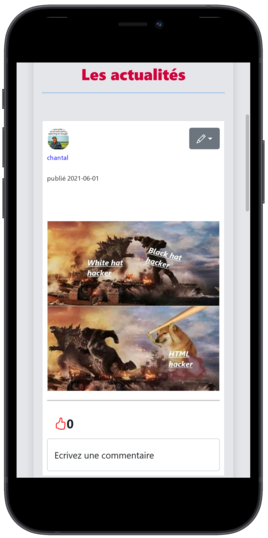 Les actualités
chantal
publié 2021-06-01
White hat
hacker
Black hat
hacker
HTML
hacker
0
Ecrivez une commentaire